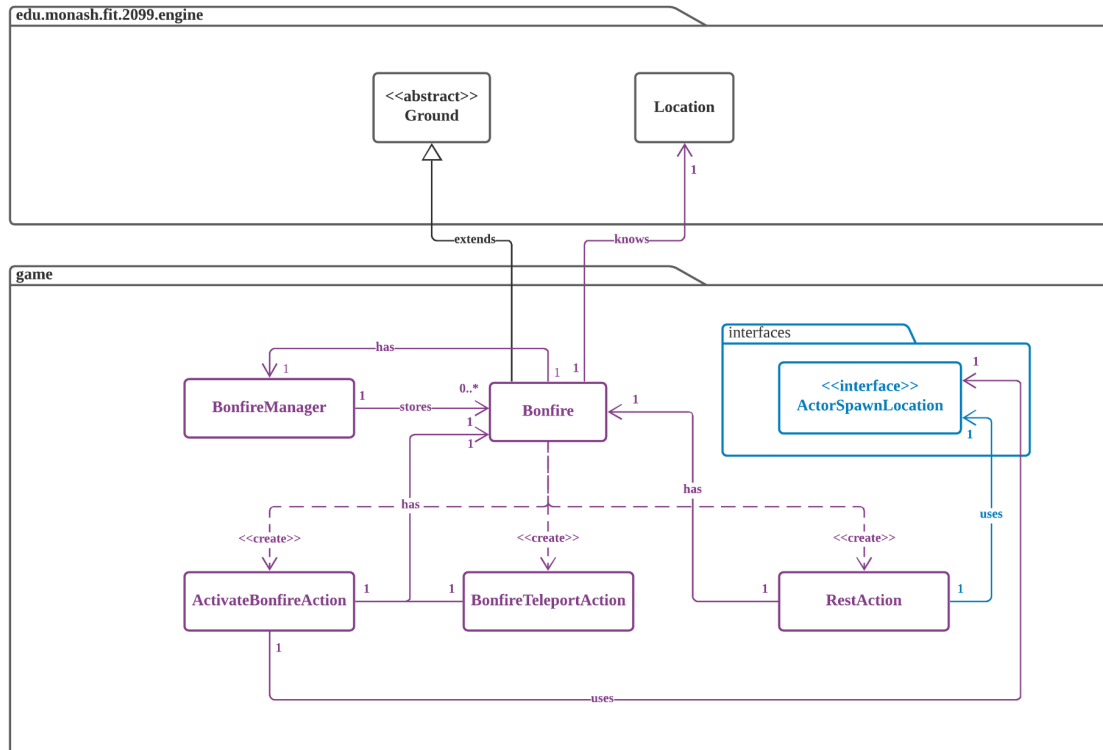 edu.monash.fit.2099.engine
<<abstract>>
Ground
Location
1
extends
knows
game
interfaces
has
1
1
1
<<interface>>
ActorSpawnLocation
1
BonfireManager
1
stores
0..*
Bonfire
1
1
1
1
has
has
uses
<<create>>
<<create>>
<<create>>
ActivateBonfireAction
1
1
BonfireTeleportAction
1
RestAction
1
1
uses